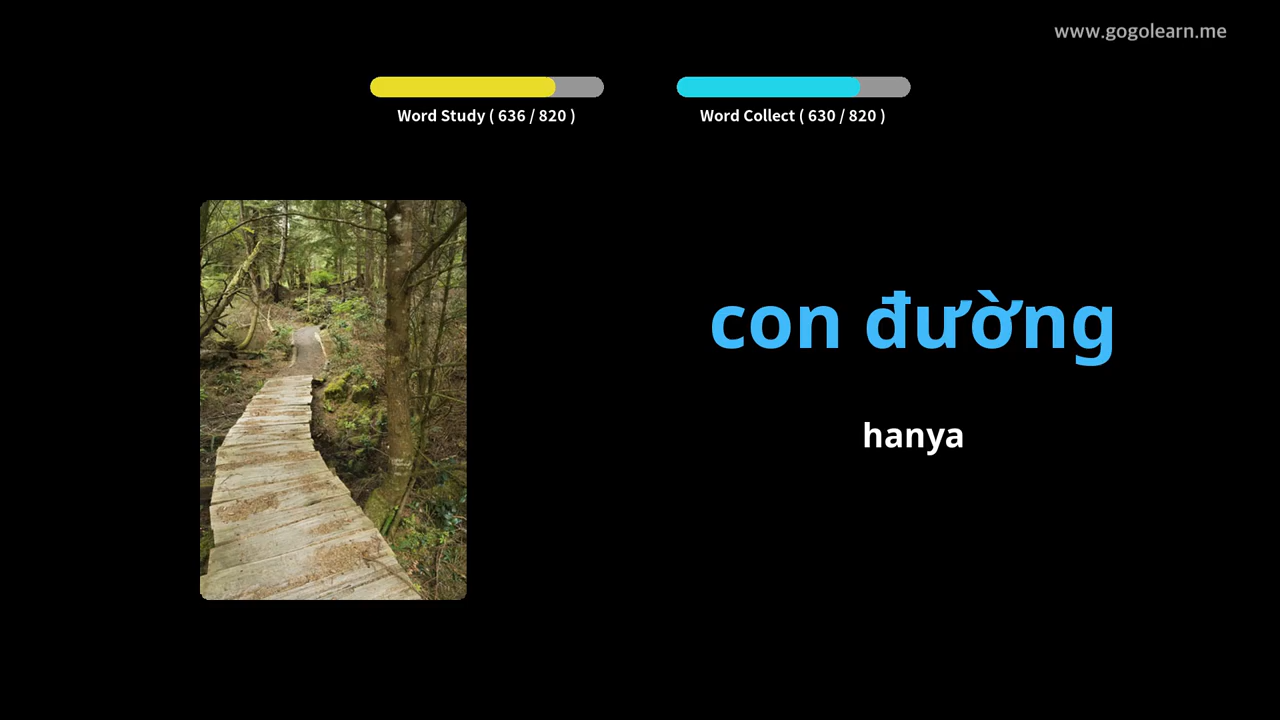 www.gogolearn.me
Word Study ( 636 / 820 )
Word Collect ( 630 / 820 )
con đường
hanya